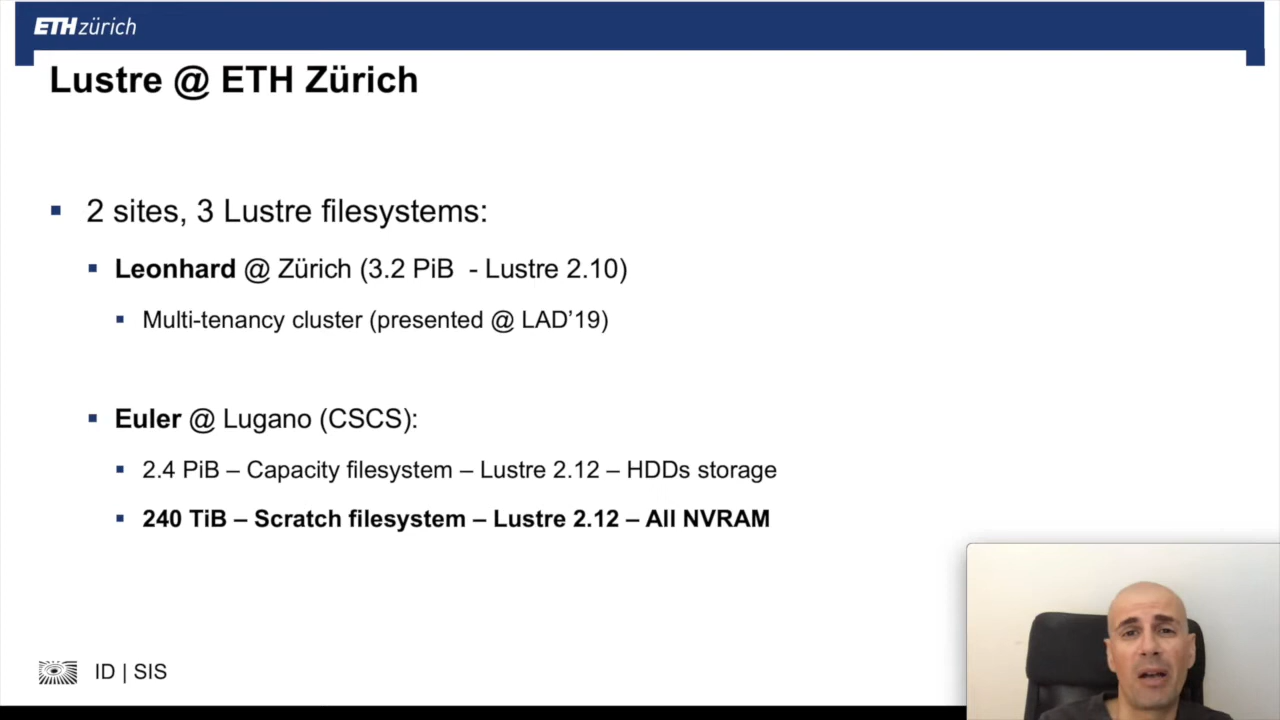 ETH zürich
Lustre @ ETH Zürich
2 sites, 3 Lustre filesystems:
Leonhard @ Zürich (3.2 PiB - Lustre 2.10)
Multi-tenancy cluster (presented @ LAD’19)
Euler @ Lugano (CSCS):
2.4 PiB – Capacity filesystem – Lustre 2.12 – HDDs storage
240 TiB – Scratch filesystem – Lustre 2.12 – All NVRAM
ID | SIS